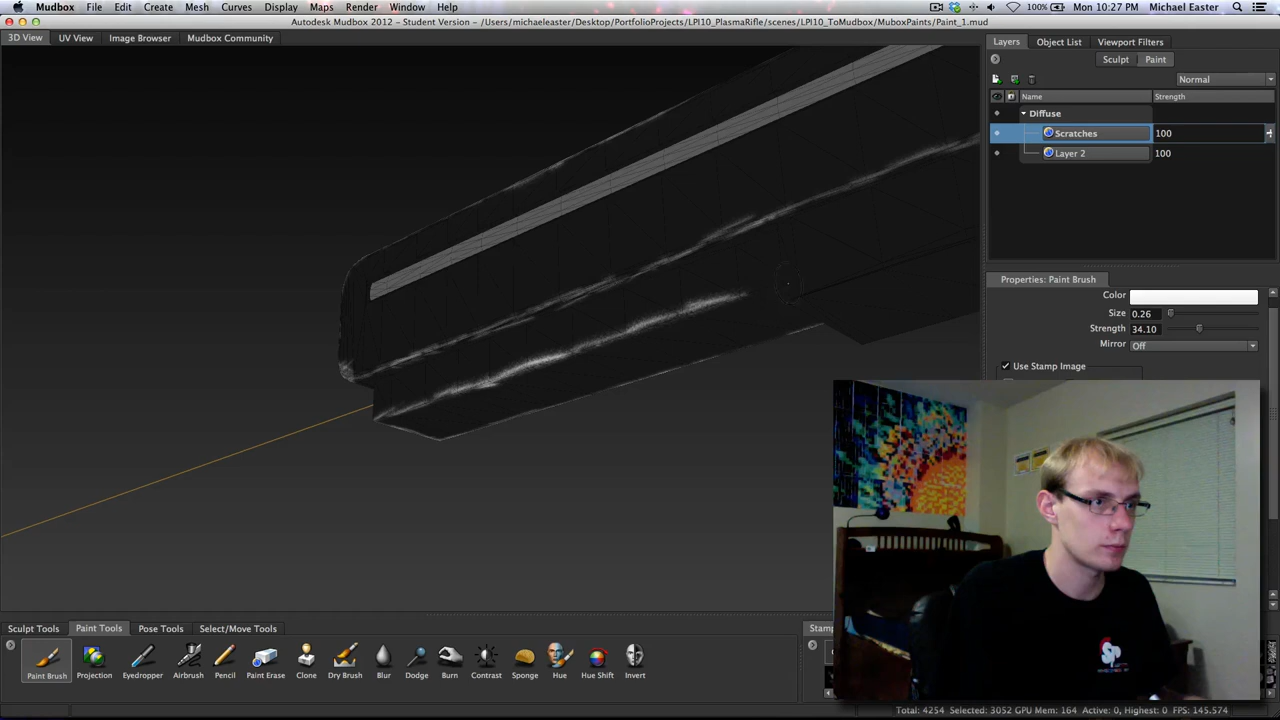 Mudbox File Edit Create Mesh Curves Display Maps Render Window Help 100% Mon 10:27 PM Michael Easter
Autodesk Mudbox 2012 - Student Version - /Users/michaeleaster/Desktop/PortfolioProjects/LPI10_PlasmaRifle/scenes/LPI10_ToMudbox/MuboxPaints/Paint_1.mud
3D View UV View Image Browser Mudbox Community
Layers Object List Viewport Filters
Sculpt Paint
Normal
Name Strength
Diffuse
Scratches 100
Layer 2 100
Properties: Paint Brush
Color
Size 0.26
Strength 34.10
Mirror Off
Use Stamp Image
Sculpt Tools Paint Tools Pose Tools Select/Move Tools
Paint Brush Projection Eyedropper Airbrush Pencil Paint Erase Clone Dry Brush Blur Dodge Burn Contrast Sponge Hue Hue Shift Invert
Total: 4254 Selected: 3052 GPU Mem: 164 Active: 0, Highest: 0 FPS: 145.574